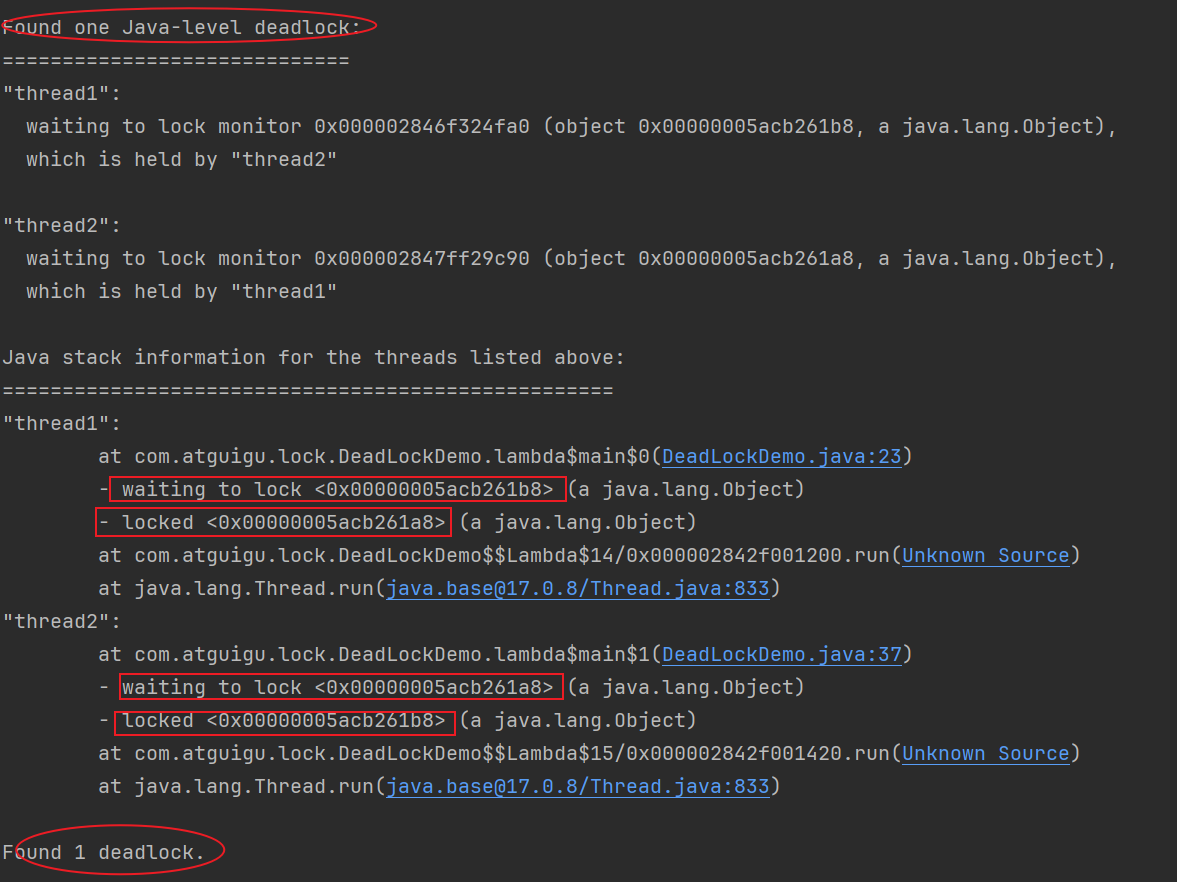 Found one Java-level deadlock:
=============================
"thread1":
  waiting to lock monitor 0x000002846f324fa0 (object 0x00000005acb261b8, a java.lang.Object),
  which is held by "thread2"

"thread2":
  waiting to lock monitor 0x000002847ff29c90 (object 0x00000005acb261a8, a java.lang.Object),
  which is held by "thread1"

Java stack information for the threads listed above:
===================================================
"thread1":
        at com.atguigu.lock.DeadLockDemo.lambda$main$0(DeadLockDemo.java:23)
        - waiting to lock <0x00000005acb261b8> (a java.lang.Object)
        - locked <0x00000005acb261a8> (a java.lang.Object)
        at com.atguigu.lock.DeadLockDemo$$Lambda$14/0x000002842f001200.run(Unknown Source)
        at java.lang.Thread.run(java.base@17.0.8/Thread.java:833)
"thread2":
        at com.atguigu.lock.DeadLockDemo.lambda$main$1(DeadLockDemo.java:37)
        - waiting to lock <0x00000005acb261a8> (a java.lang.Object)
        - locked <0x00000005acb261b8> (a java.lang.Object)
        at com.atguigu.lock.DeadLockDemo$$Lambda$15/0x000002842f001420.run(Unknown Source)
        at java.lang.Thread.run(java.base@17.0.8/Thread.java:833)

Found 1 deadlock.